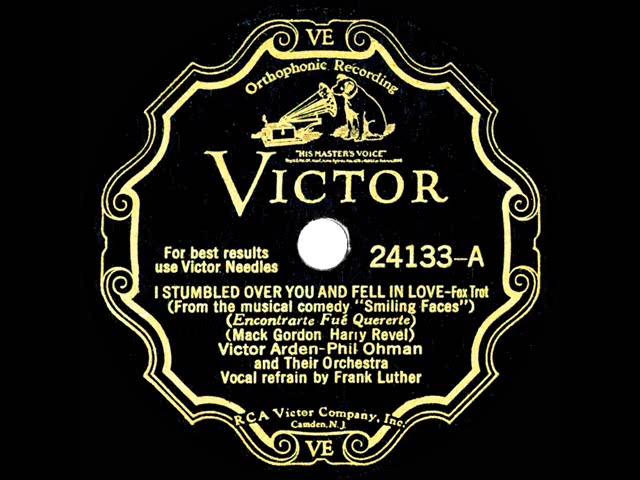 VE
Orthophonic Recording
"HIS MASTER'S VOICE"
VICTOR
For best results
use Victor Needles
24133-A
I STUMBLED OVER YOU AND FELL IN LOVE-Fox Trot
(From the musical comedy "Smiling Faces")
(Encontrarte Fué Quererte)
(Mack Gordon Harry Revel)
Victor Arden-Phil Ohman
and Their Orchestra
Vocal refrain by Frank Luther
RCA Victor Company, Inc.
Camden, N.J.
VE